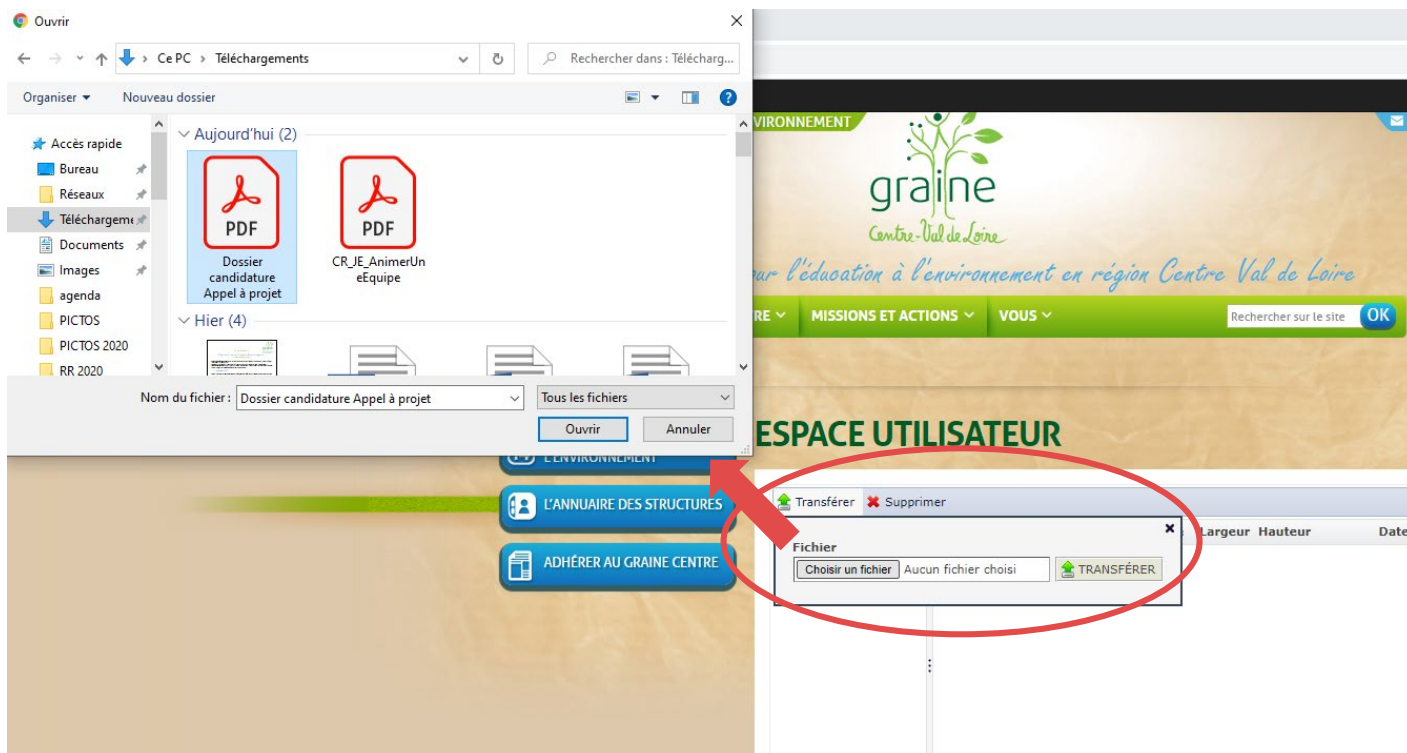 Ouvrir
Ce PC > Téléchargements
Rechercher dans : Télécharg...
Organiser
Nouveau dossier
Accès rapide
Bureau
Réseaux
Téléchargeme
Documents
Images
agenda
PICTOS
PICTOS 2020
RR 2020
Aujourd'hui (2)
PDF
PDF
Dossier
candidature
Appel à projet
CR_JE_AnimerUn
eEquipe
Hier (4)
Nom du fichier :
Dossier candidature Appel à projet
Tous les fichiers
Ouvrir
Annuler
VIRONNEMENT
graine
Centre-Val de Loire
ur l'éducation à l'environnement en région Centre Val de Loire
RE
MISSIONS ET ACTIONS
VOUS
Rechercher sur le site
OK
ESPACE UTILISATEUR
L'ENVIRONNEMENT
L'ANNUAIRE DES STRUCTURES
ADHÉRER AU GRAINE CENTRE
Transférer
Supprimer
Largeur Hauteur
Date
Fichier
Choisir un fichier
Aucun fichier choisi
TRANSFÉRER